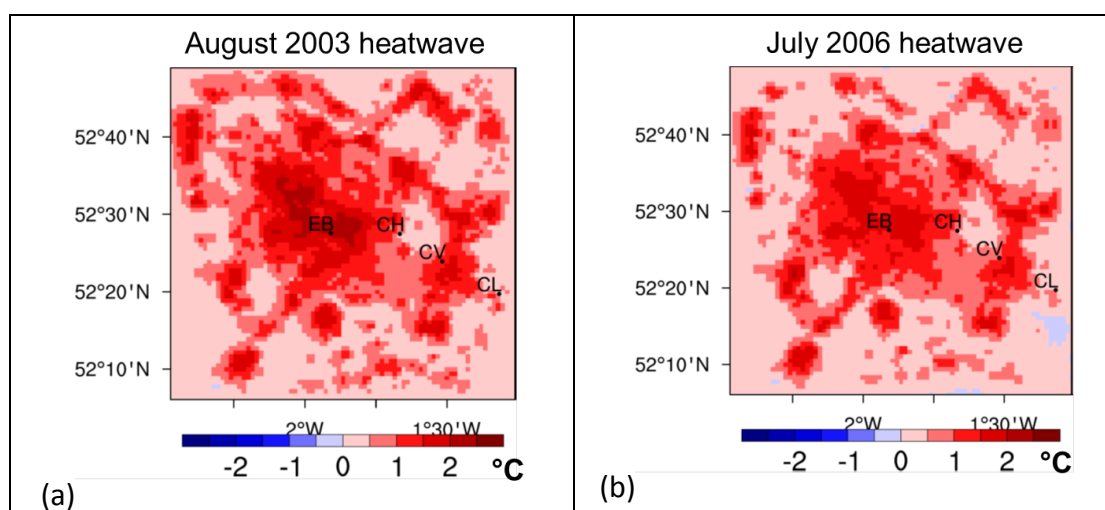 August 2003 heatwave
52°40'N
52°30'N
52°20'N
52°10'N
EB
CH
CV
CL
2°W
1°30'W
-2 -1 0 1 2 °C
(a)
July 2006 heatwave
52°40'N
52°30'N
52°20'N
52°10'N
EB
CH
CV
CL
2°W
1°30'W
-2 -1 0 1 2 °C
(b)